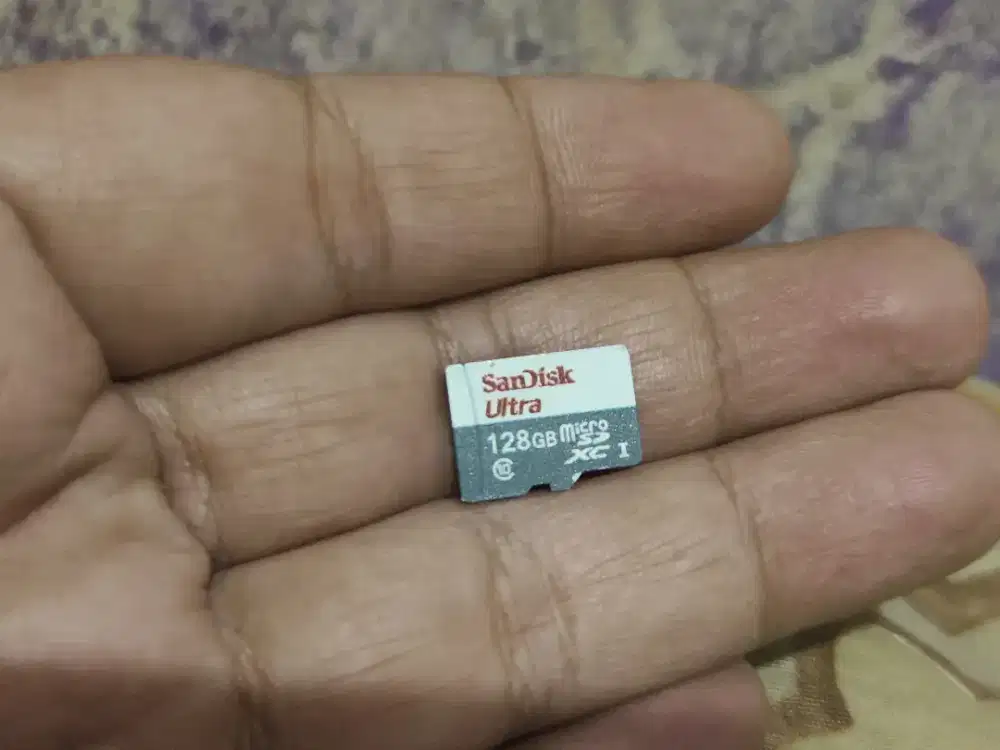 SanDisk
Ultra
128GB micro SD XC I
10